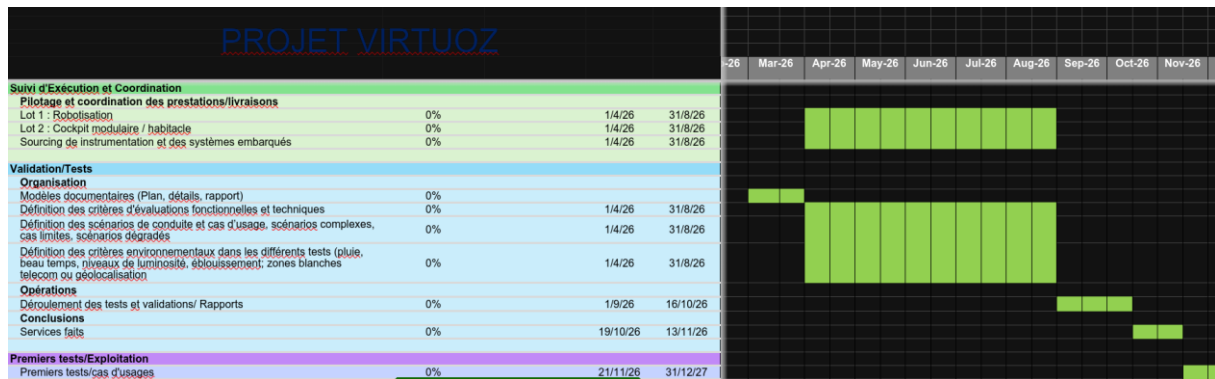 PROJET VIRTUOZ
-26 Mar-26 Apr-26 May-26 Jun-26 Jul-26 Aug-26 Sep-26 Oct-26 Nov-26
Suivi d'Exécution et Coordination
Pilotage et coordination des prestations/livraisons
Lot 1 : Robotisation 0% 1/4/26 31/8/26
Lot 2 : Cockpit modulaire / habitacle 0% 1/4/26 31/8/26
Sourcing de instrumentation et des systèmes embarqués 0% 1/4/26 31/8/26
Validation/Tests
Organisation
Modèles documentaires (Plan, détails, rapport) 0%
Définition des critères d'évaluations fonctionnelles et techniques 0% 1/4/26 31/8/26
Définition des scénarios de conduite et cas d'usage, scénarios complexes,
cas limites, scénarios dégradés 0% 1/4/26 31/8/26
Définition des critères environnementaux dans les différents tests (pluie,
beau temps, niveaux de luminosité, éblouissement; zones blanches 0% 1/4/26 31/8/26
telecom ou géolocalisation
Opérations
Déroulement des tests et validations/ Rapports 0% 1/9/26 16/10/26
Conclusions
Services faits 0% 19/10/26 13/11/26
Premiers tests/Exploitation
Premiers tests/cas d'usages 0% 21/11/26 31/12/27